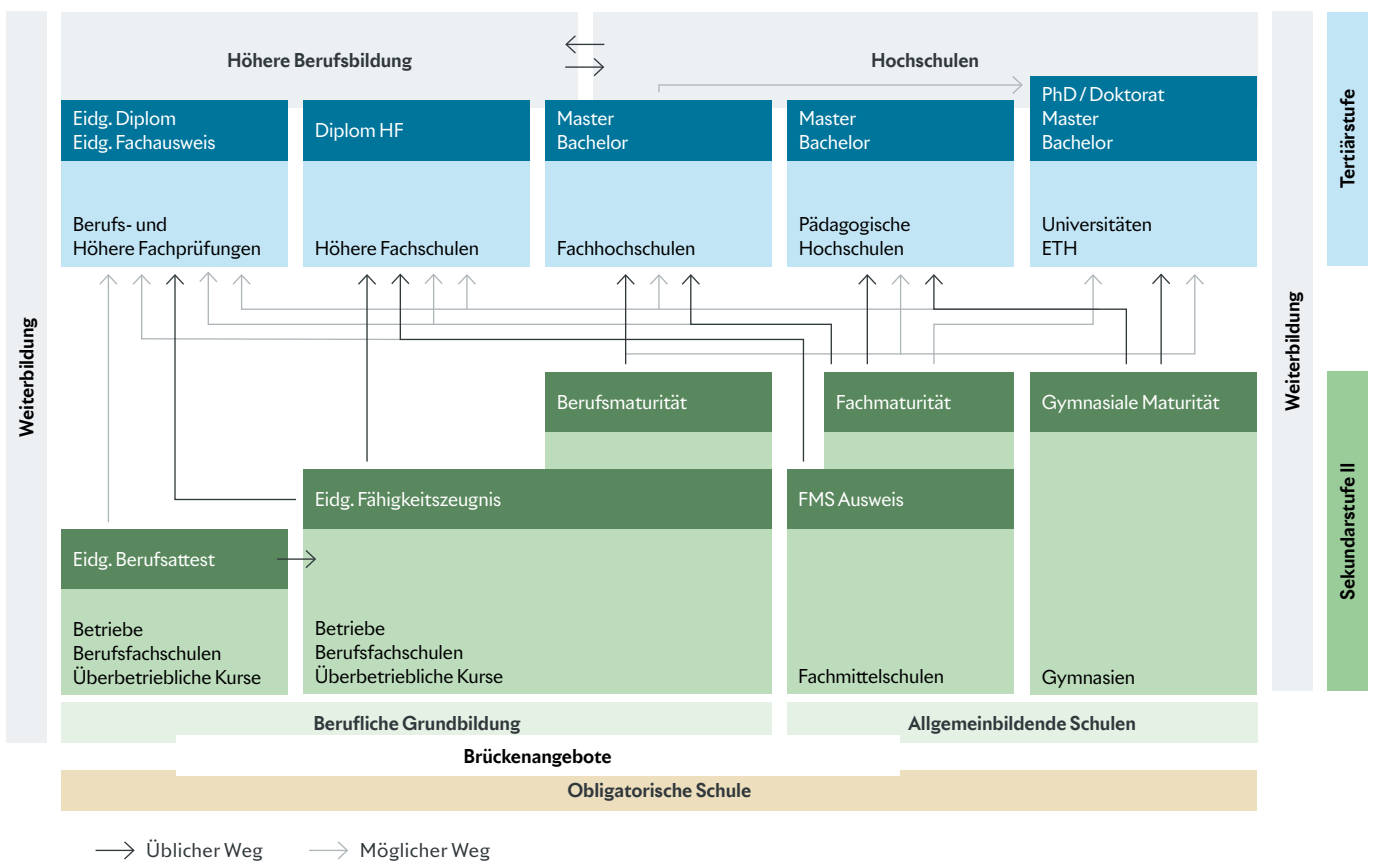 Höhere Berufsbildung
Hochschulen
Eidg. Diplom
Eidg. Fachausweis
Diplom HF
Master
Bachelor
Master
Bachelor
PhD / Doktorat
Master
Bachelor
Berufs- und
Höhere Fachprüfungen
Höhere Fachschulen
Fachhochschulen
Pädagogische
Hochschulen
Universitäten
ETH
Tertiärstufe
Weiterbildung
Weiterbildung
Berufsmaturität
Fachmaturität
Gymnasiale Maturität
Eidg. Fähigkeitszeugnis
FMS Ausweis
Eidg. Berufsattest
Betriebe
Berufsfachschulen
Überbetriebliche Kurse
Betriebe
Berufsfachschulen
Überbetriebliche Kurse
Fachmittelschulen
Gymnasien
Sekundarstufe II
Berufliche Grundbildung
Allgemeinbildende Schulen
Brückenangebote
Obligatorische Schule
Üblicher Weg
Möglicher Weg